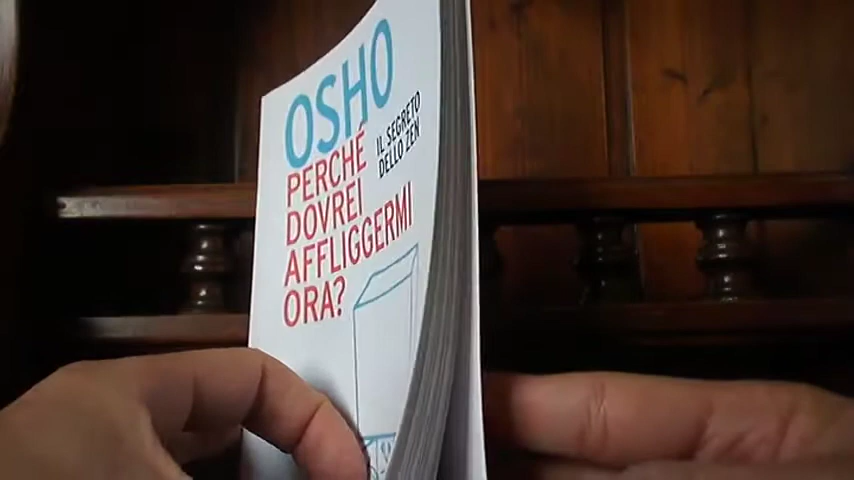 OSHO
PERCHÉ
DOVREI
AFFLIGGERMI
ORA?
IL SEGRETO
DELLO ZEN